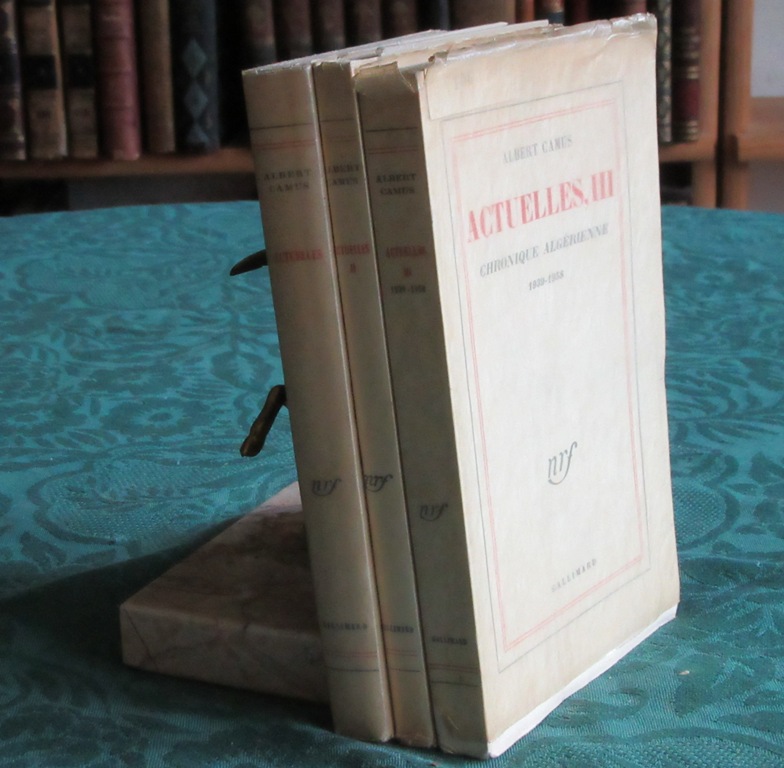 ALBERT
CAMUS
ACTUELLES
nrf
GALLIMARD
ALBERT
CAMUS
ACTUELLES
II
nrf
GALLIMARD
ALBERT
CAMUS
ACTUELLES
III
1939-1958
nrf
GALLIMARD
ALBERT CAMUS
ACTUELLES, III
CHRONIQUE ALGÉRIENNE
1939-1958
nrf
GALLIMARD